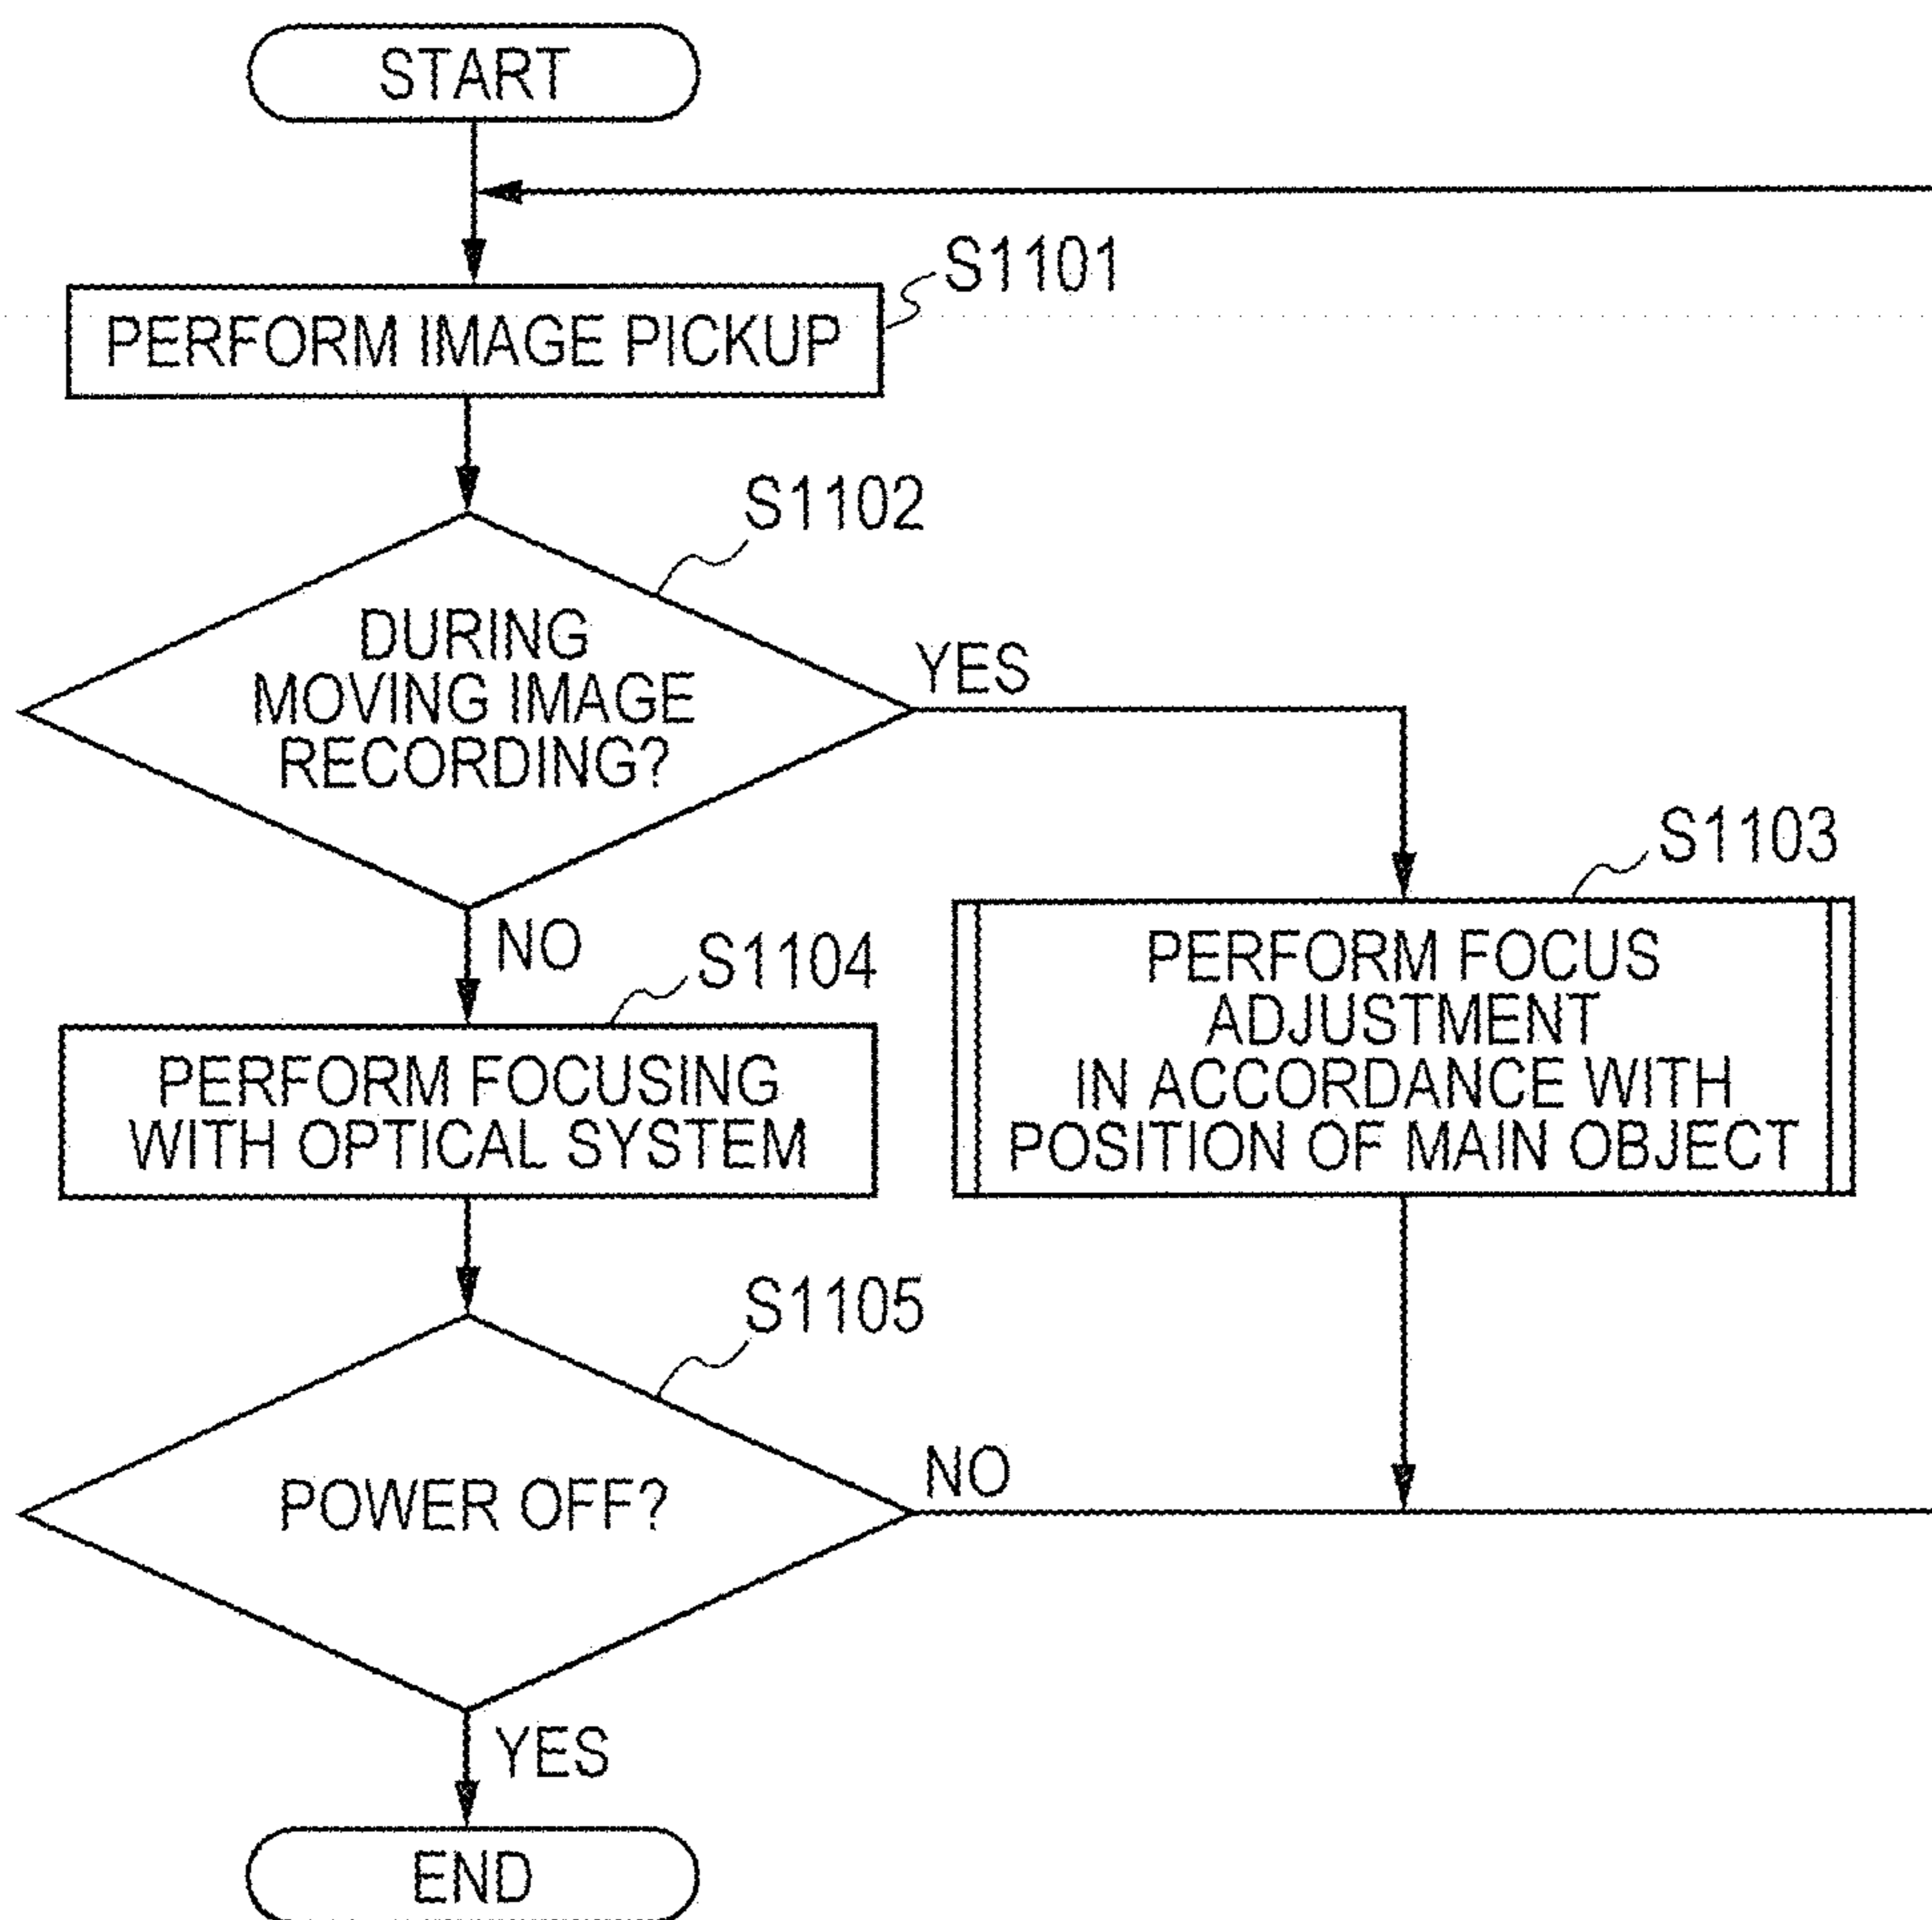 START
S1101
PERFORM IMAGE PICKUP
S1102
DURING
MOVING IMAGE
RECORDING?
YES
NO
S1103
PERFORM FOCUS
ADJUSTMENT
IN ACCORDANCE WITH
POSITION OF MAIN OBJECT
S1104
PERFORM FOCUSING
WITH OPTICAL SYSTEM
S1105
POWER OFF?
NO
YES
END